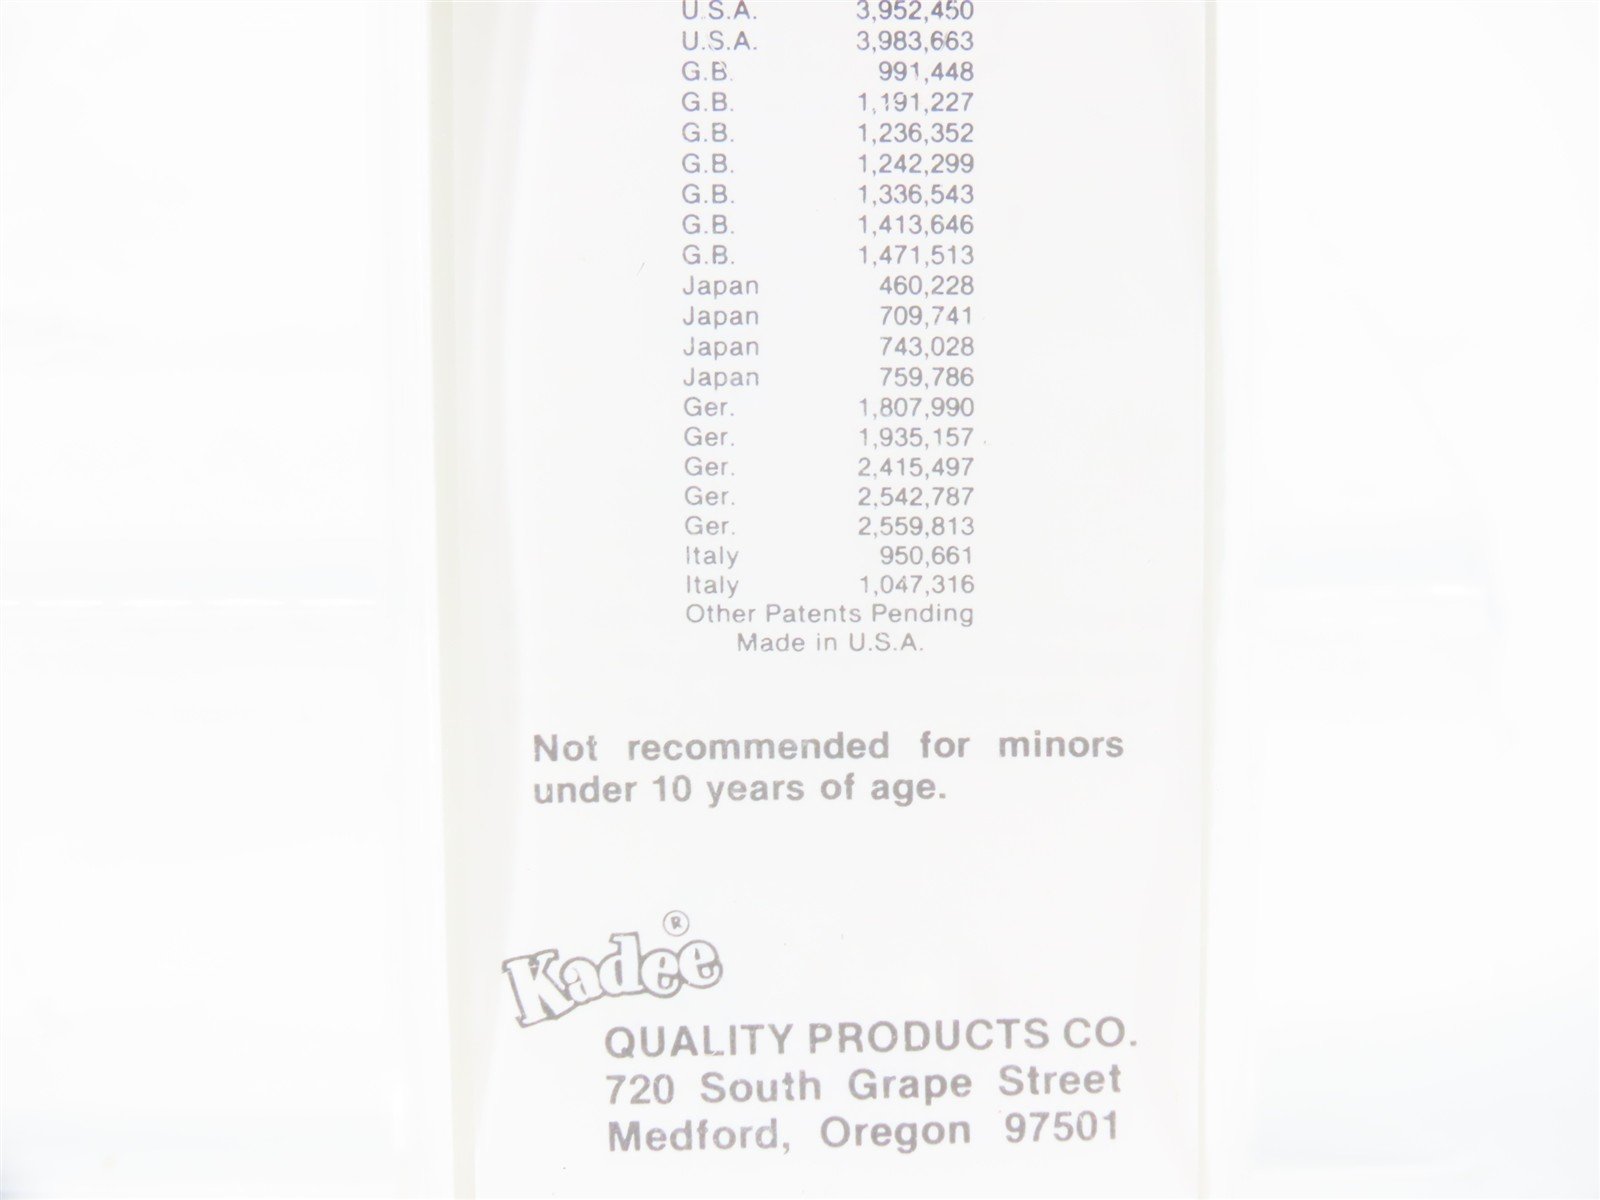 U.S.A. 3,952,450
U.S.A. 3,983,663
G.B. 991,448
G.B. 1,191,227
G.B. 1,236,352
G.B. 1,242,299
G.B. 1,336,543
G.B. 1,413,646
G.B. 1,471,513
Japan 460,228
Japan 709,741
Japan 743,028
Japan 759,786
Ger. 1,807,990
Ger. 1,935,157
Ger. 2,415,497
Ger. 2,542,787
Ger. 2,559,813
Italy 950,661
Italy 1,047,316
Other Patents Pending
Made in U.S.A.
Not recommended for minors
under 10 years of age.
Kadee®
QUALITY PRODUCTS CO.
720 South Grape Street
Medford, Oregon 97501